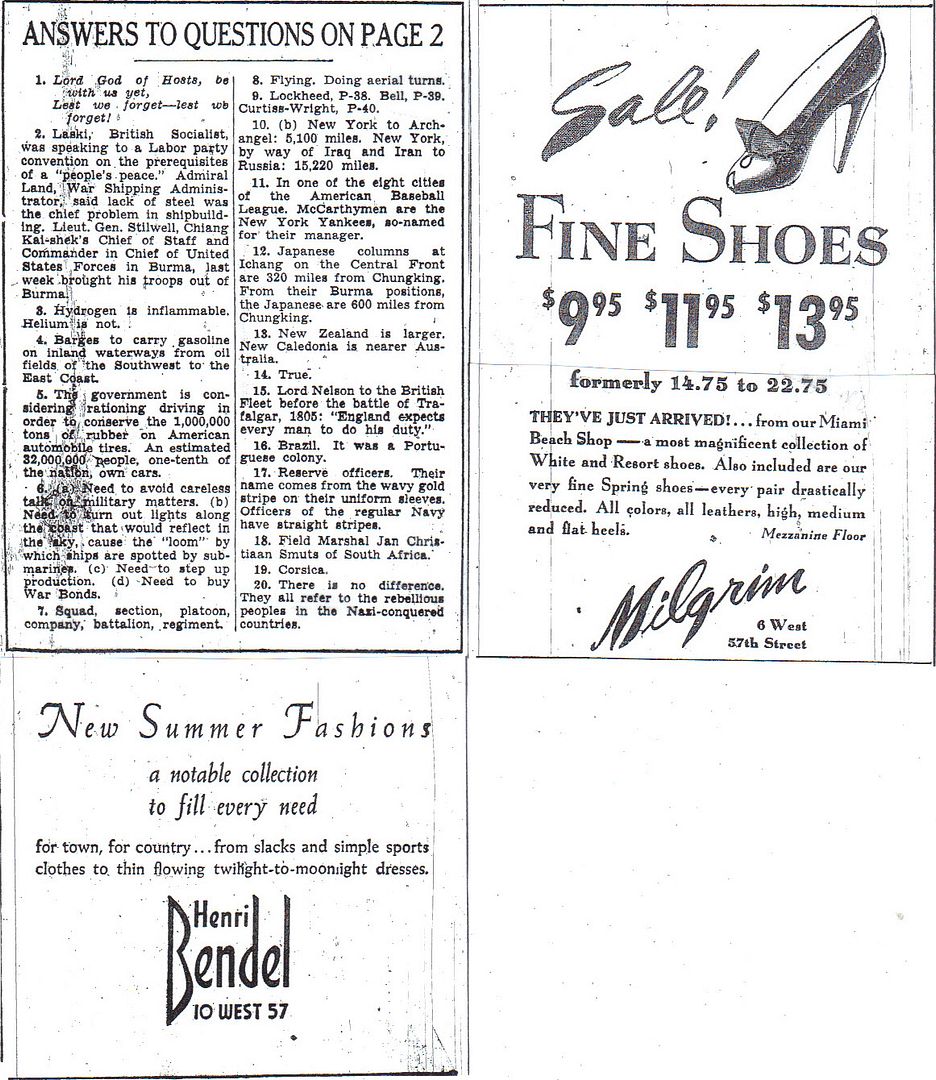 ANSWERS TO QUESTIONS ON PAGE 2
1. Lord God of Hosts, be
with us yet,
Lest we forget—lest we
forget!
2. Laski, British Socialist,
was speaking to a Labor party
convention on the prerequisites
of a "people's peace." Admiral
Land, War Shipping Adminis-
trator, said lack of steel was
the chief problem in shipbuild-
ing. Lieut. Gen. Stilwell, Chiang
Kai-shek's Chief of Staff and
Commander in Chief of United
States Forces in Burma, last
week brought his troops out of
Burma.
3. Hydrogen is inflammable.
Helium is not.
4. Barges to carry gasoline
on inland waterways from oil
fields of the Southwest to the
East Coast.
5. The government is con-
sidering rationing driving in
order to conserve the 1,000,000
tons of rubber on American
automobile tires. An estimated
32,000,000 people, one-tenth of
the nation, own cars.
6. (a) Need to avoid careless
talk on military matters. (b)
Need to turn out lights along
the coast that would reflect in
the sky, cause the "loom" by
which ships are spotted by sub-
marines. (c) Need to step up
production. (d) Need to buy
War Bonds.
7. Squad, section, platoon,
company, battalion, regiment.
8. Flying. Doing aerial turns.
9. Lockheed, P-38. Bell, P-39.
Curtiss-Wright, P-40.
10. (b) New York to Arch-
angel: 5,100 miles. New York,
by way of Iraq and Iran to
Russia: 15,220 miles.
11. In one of the eight cities
of the American Baseball
League. McCarthymen are the
New York Yankees, so-named
for their manager.
12. Japanese columns at
Ichang on the Central Front
are 320 miles from Chungking.
From their Burma positions,
the Japanese are 600 miles from
Chungking.
13. New Zealand is larger.
New Caledonia is nearer Aus-
tralia.
14. True.
15. Lord Nelson to the British
Fleet before the battle of Tra-
falgar, 1805: "England expects
every man to do his duty."
16. Brazil. It was a Portu-
guese colony.
17. Reserve officers. Their
name comes from the wavy gold
stripe on their uniform sleeves.
Officers of the regular Navy
have straight stripes.
18. Field Marshal Jan Chris-
tiaan Smuts of South Africa.
19. Corsica.
20. There is no difference.
They all refer to the rebellious
peoples in the Nazi-conquered
countries.
Sale!
FINE SHOES
$9.95 $11.95 $13.95
formerly 14.75 to 22.75
THEY'VE JUST ARRIVED!...from our Miami
Beach Shop — a most magnificent collection of
White and Resort shoes. Also included are our
very fine Spring shoes—every pair drastically
reduced. All colors, all leathers, high, medium
and flat heels.
Mezzanine Floor
Milgrim
6 West
57th Street
New Summer Fashions
a notable collection
to fill every need
for town, for country...from slacks and simple sports
clothes to thin flowing twilight-to-moonlight dresses.
Henri
Bendel
10 WEST 57